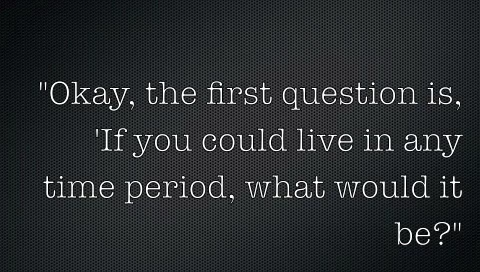 "Okay, the first question is,
'If you could live in any
time period, what would it
be?"